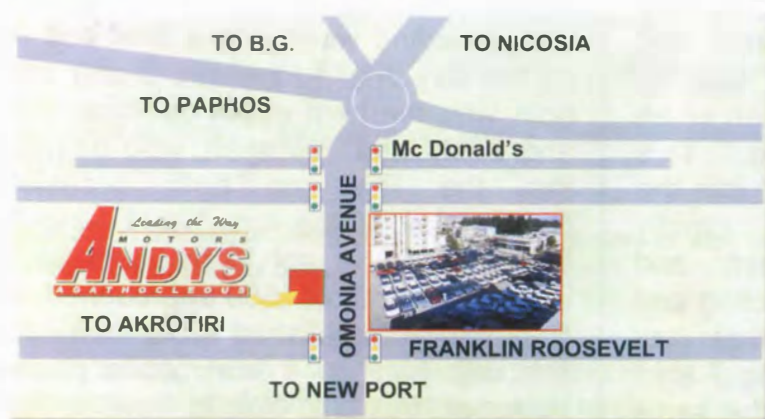 TO B.G.
TO NICOSIA
TO PAPHOS
Mc Donald's
OMONIA AVENUE
Leading the Way
MOTORS
ANDYS
AGATHOCLEOUS
TO AKROTIRI
FRANKLIN ROOSEVELT
TO NEW PORT